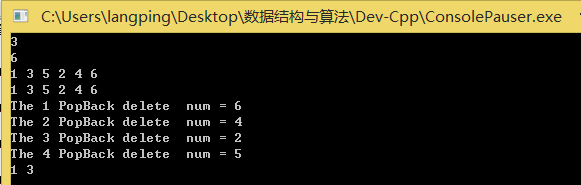 C:\Users\langping\Desktop\数据结构与算法\Dev-Cpp\ConsolePauser.exe
3
6
1 3 5 2 4 6
1 3 5 2 4 6
The 1 PopBack delete  num = 6
The 2 PopBack delete  num = 4
The 3 PopBack delete  num = 2
The 4 PopBack delete  num = 5
1 3